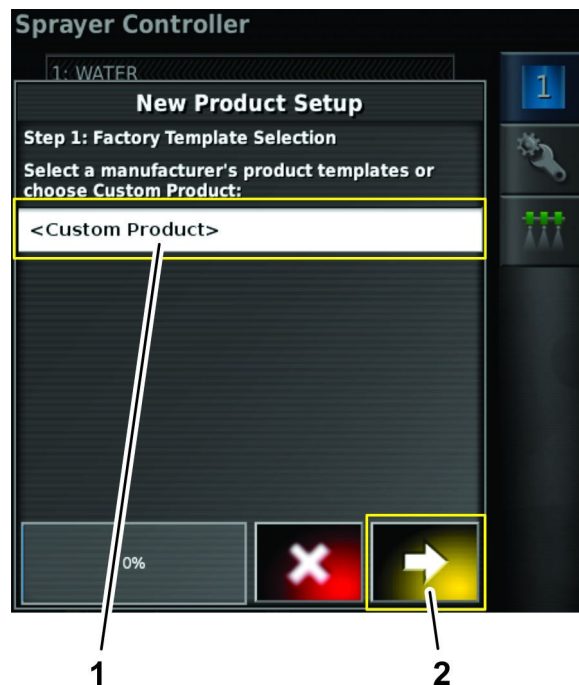 Sprayer Controller
1: WATER
New Product Setup
1
Step 1: Factory Template Selection
Select a manufacturer's product templates or
choose Custom Product:
<Custom Product>
0%
1
2